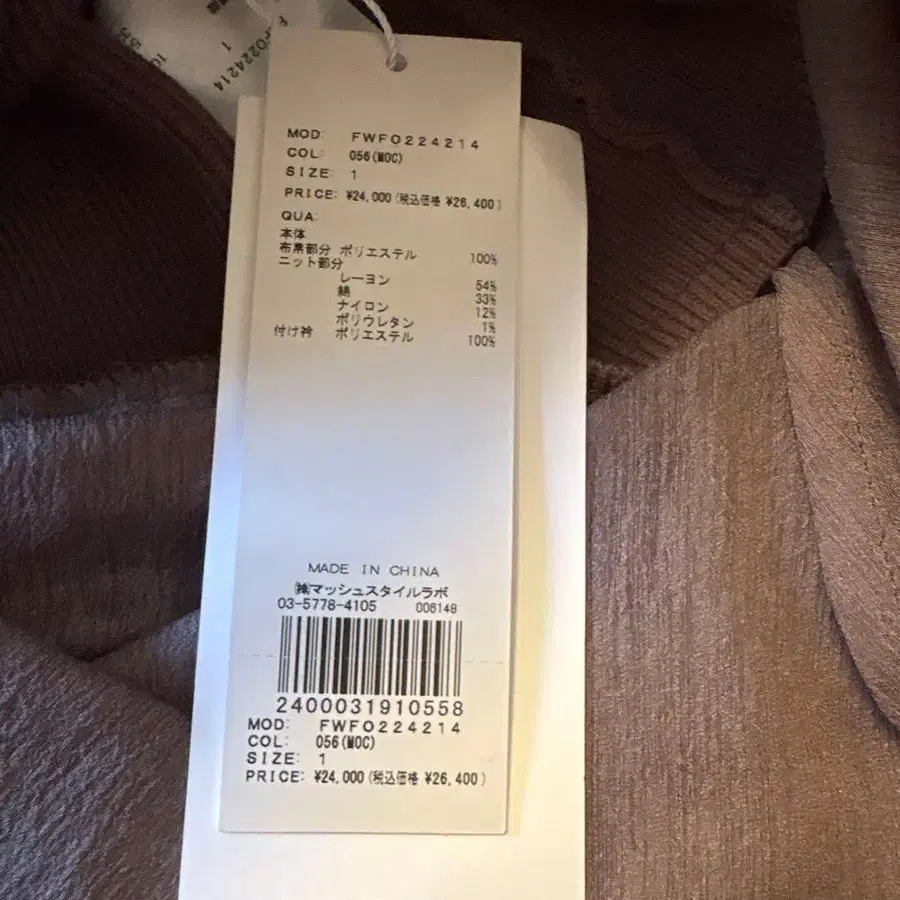 FWFO224214
1
MOD: FWFO224214
COL: 056(MOC)
SIZE: 1
PRICE: ¥24,000 (税込価格 ¥26,400)
QUA:
本体
布帛部分 ポリエステル 100%
ニット部分
レーヨン 54%
綿 33%
ナイロン 12%
ポリウレタン 1%
付け衿 ポリエステル 100%
MADE IN CHINA
㈱マッシュスタイルラボ
03-5778-4105 006148
2400031910558
MOD: FWFO224214
COL: 056(MOC)
SIZE: 1
PRICE: ¥24,000 (税込価格 ¥26,400)